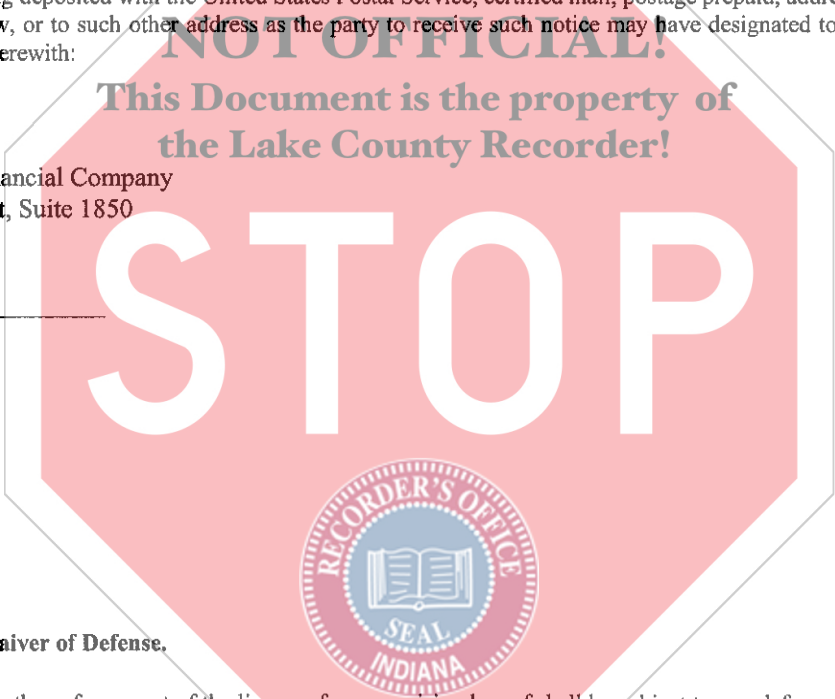 deposited with the United States Postal Service, certified mail, postage prepaid,
or to such other address as the party to receive such notice may have designated to
erewith:
NOT OFFICIAL!
This Document is the property of
the Lake County Recorder!
ancial Company
t, Suite 1850
STOP
RECORDER'S OFFICE
SEAL
INDIANA
aiver of Defense.